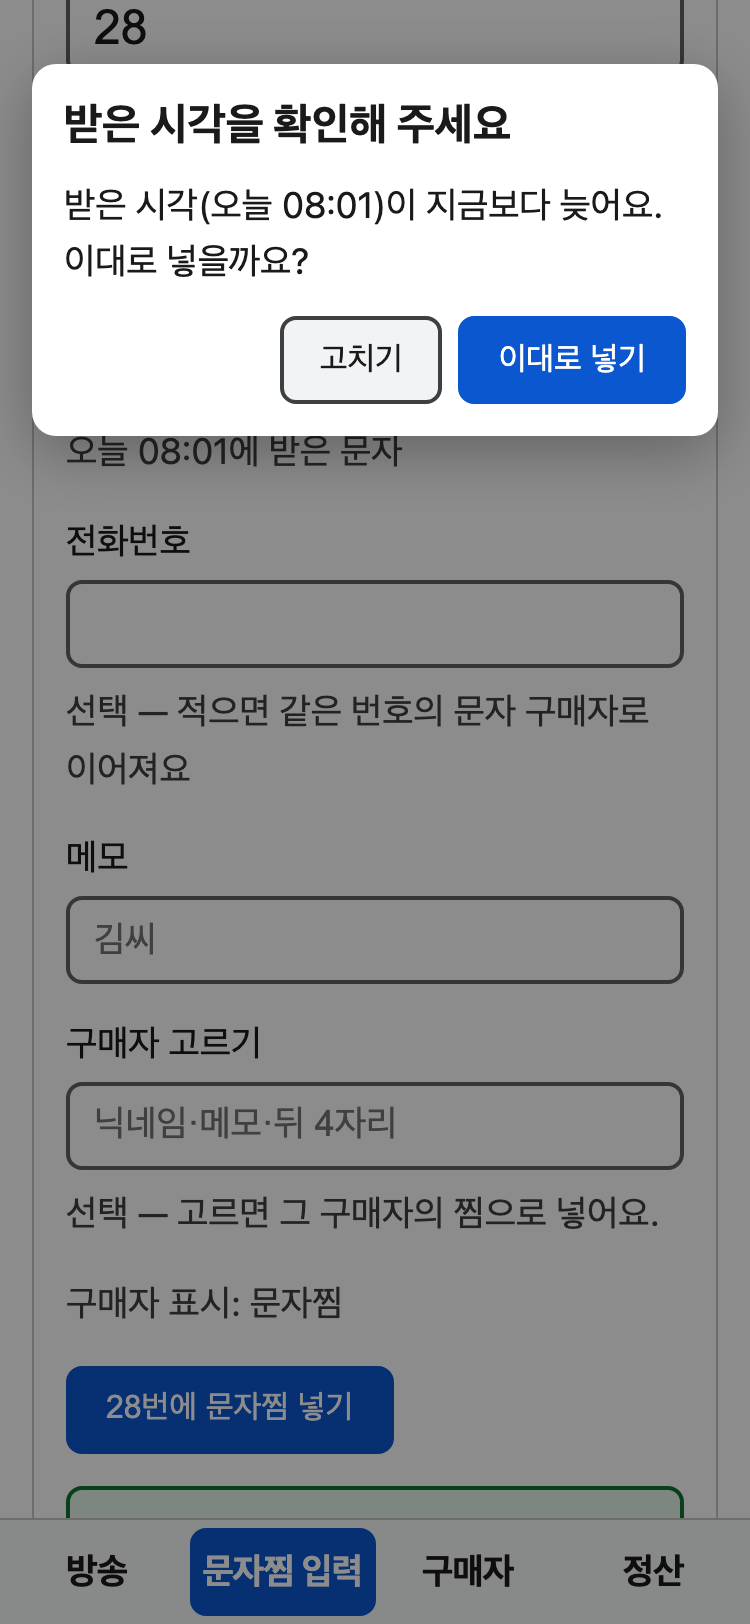 28
받은 시각을 확인해 주세요
받은 시각(오늘 08:01)이 지금보다 늦어요.
이대로 넣을까요?
고치기
이대로 넣기
오늘 08:01에 받은 문자
전화번호
선택 — 적으면 같은 번호의 문자 구매자로
이어져요
메모
김씨
구매자 고르기
닉네임·메모·뒤 4자리
선택 — 고르면 그 구매자의 찜으로 넣어요.
구매자 표시: 문자찜
28번에 문자찜 넣기
방송
문자찜 입력
구매자
정산